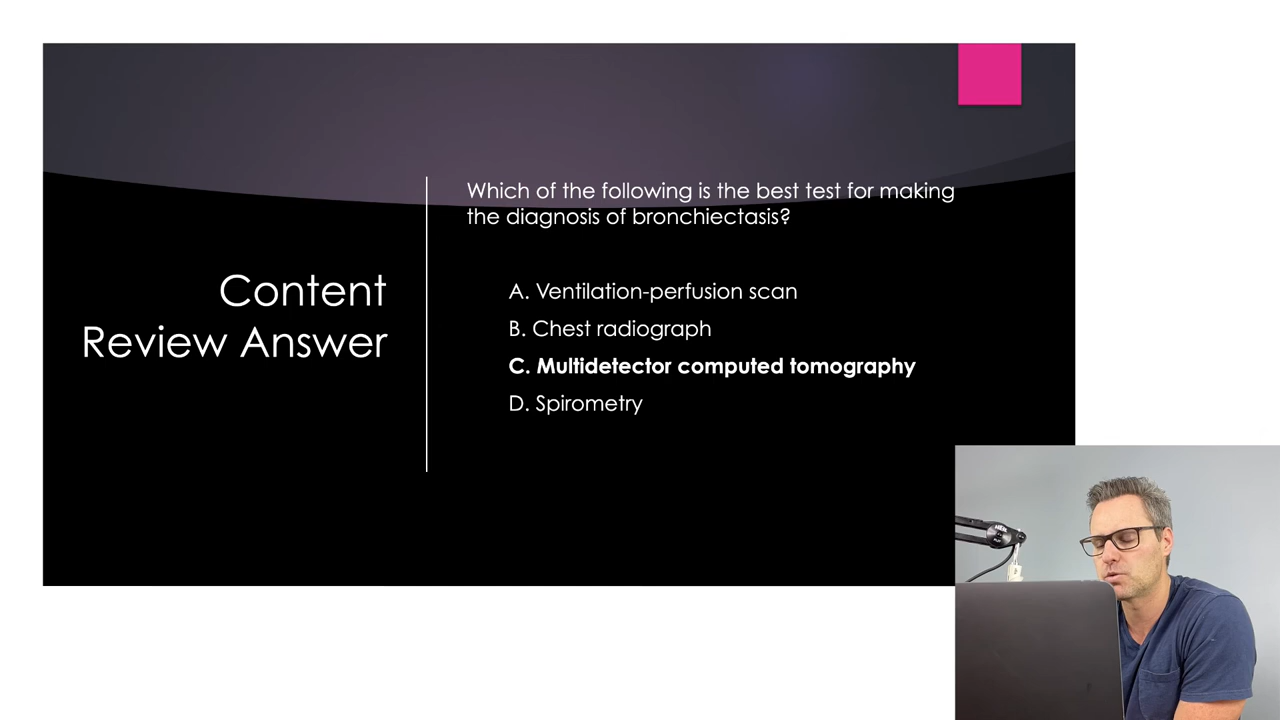 Content
Review Answer
Which of the following is the best test for making
the diagnosis of bronchiectasis?
A. Ventilation-perfusion scan
B. Chest radiograph
C. Multidetector computed tomography
D. Spirometry